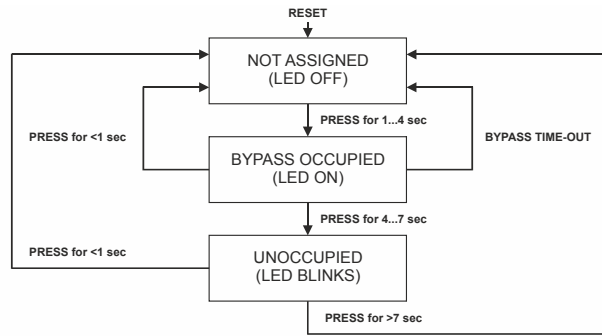 RESET
NOT ASSIGNED
(LED OFF)
PRESS for 1...4 sec
PRESS for <1 sec
BYPASS TIME-OUT
BYPASS OCCUPIED
(LED ON)
PRESS for 4...7 sec
PRESS for <1 sec
UNOCCUPIED
(LED BLINKS)
PRESS for >7 sec